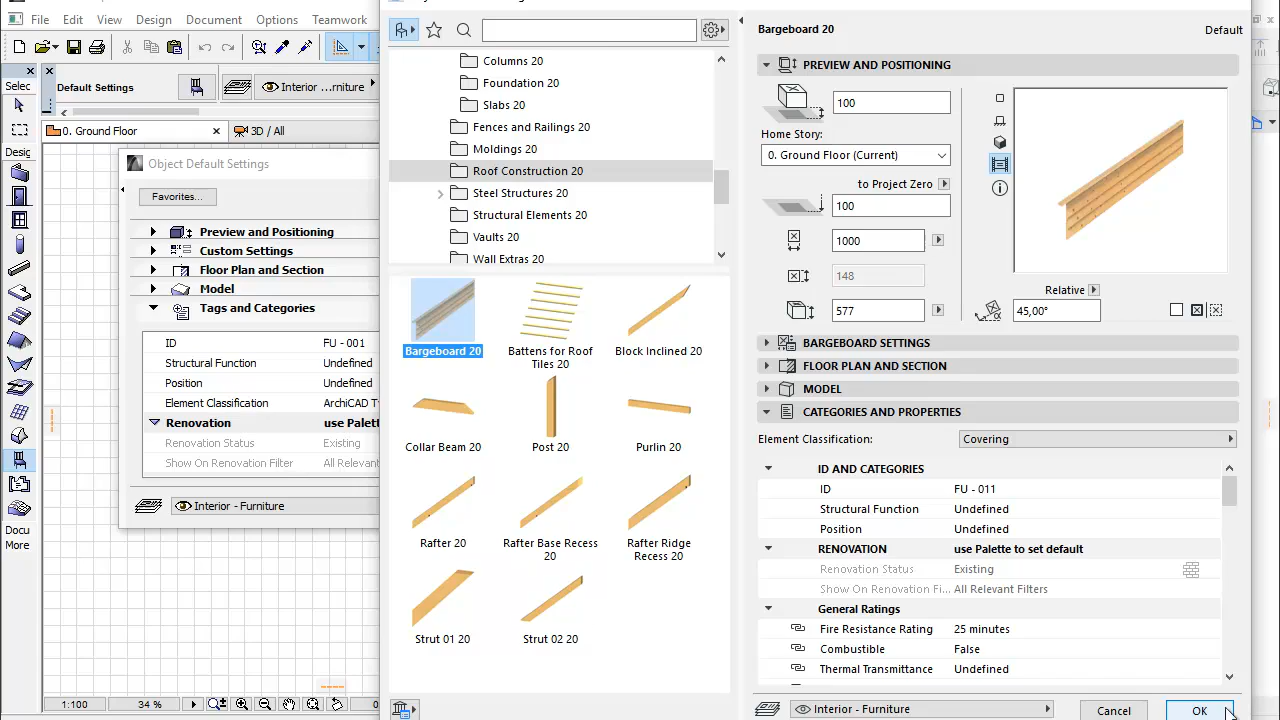 File Edit View Design Document Options Teamwork
Selec
Default Settings
Interior ...rniture
0. Ground Floor
3D / All
Desig
Object Default Settings
Favorites...
Preview and Positioning
Custom Settings
Floor Plan and Section
Model
Tags and Categories
ID FU - 001
Structural Function Undefined
Position Undefined
Element Classification
Renovation use Palett
Renovation Status Existing
Show On Renovation Filter All Relevant
Interior - Furniture
Docu
More
1:100
34 %
Columns 20
Foundation 20
Slabs 20
Fences and Railings 20
Moldings 20
Roof Construction 20
Steel Structures 20
Structural Elements 20
Vaults 20
Wall Extras 20
Bargeboard 20
Battens for Roof
Tiles 20
Block Inclined 20
Collar Beam 20
Post 20
Purlin 20
Rafter 20
Rafter Base Recess
20
Rafter Ridge
Recess 20
Strut 01 20
Strut 02 20
Bargeboard 20
Default
PREVIEW AND POSITIONING
100
Home Story:
0. Ground Floor (Current)
to Project Zero
100
1000
148
577
Relative
45,00°
BARGEBOARD SETTINGS
FLOOR PLAN AND SECTION
MODEL
CATEGORIES AND PROPERTIES
Element Classification: Covering
ID AND CATEGORIES
ID FU - 011
Structural Function Undefined
Position Undefined
RENOVATION use Palette to set default
Renovation Status Existing
Show On Renovation Fi... All Relevant Filters
General Ratings
Fire Resistance Rating 25 minutes
Combustible False
Thermal Transmittance Undefined
Interior - Furniture
Cancel
OK